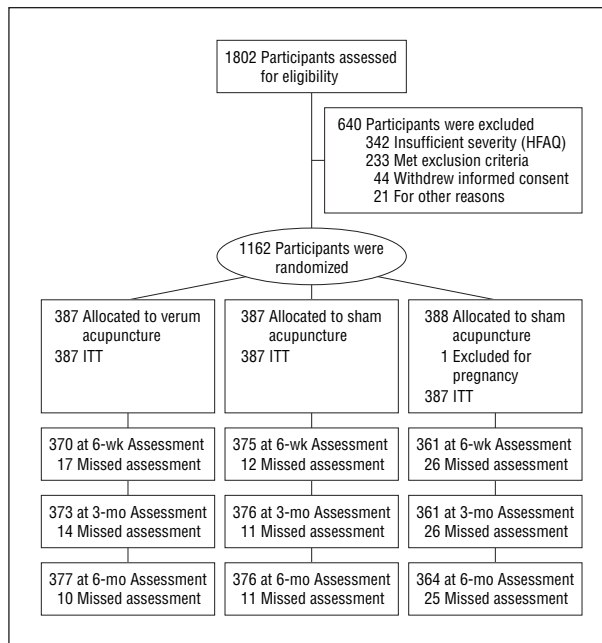 1802 Participants assessed
for eligibility
640 Participants were excluded
342 Insufficient severity (HFAQ)
233 Met exclusion criteria
44 Withdrew informed consent
21 For other reasons
1162 Participants were
randomized
387 Allocated to verum
acupuncture
387 ITT
387 Allocated to sham
acupuncture
387 ITT
388 Allocated to sham
acupuncture
1 Excluded for
pregnancy
387 ITT
370 at 6-wk Assessment
17 Missed assessment
375 at 6-wk Assessment
12 Missed assessment
361 at 6-wk Assessment
26 Missed assessment
373 at 3-mo Assessment
14 Missed assessment
376 at 3-mo Assessment
11 Missed assessment
361 at 3-mo Assessment
26 Missed assessment
377 at 6-mo Assessment
10 Missed assessment
376 at 6-mo Assessment
11 Missed assessment
364 at 6-mo Assessment
25 Missed assessment